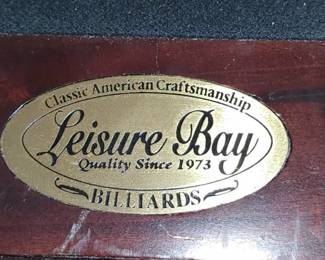 Classic American Craftsmanship
Leisure Bay
Quality Since 1973
BILLIARDS